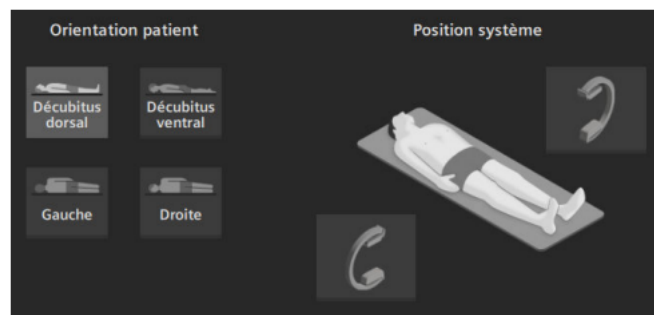 Orientation patient
Position système
Décubitus
dorsal
Décubitus
ventral
Gauche
Droite